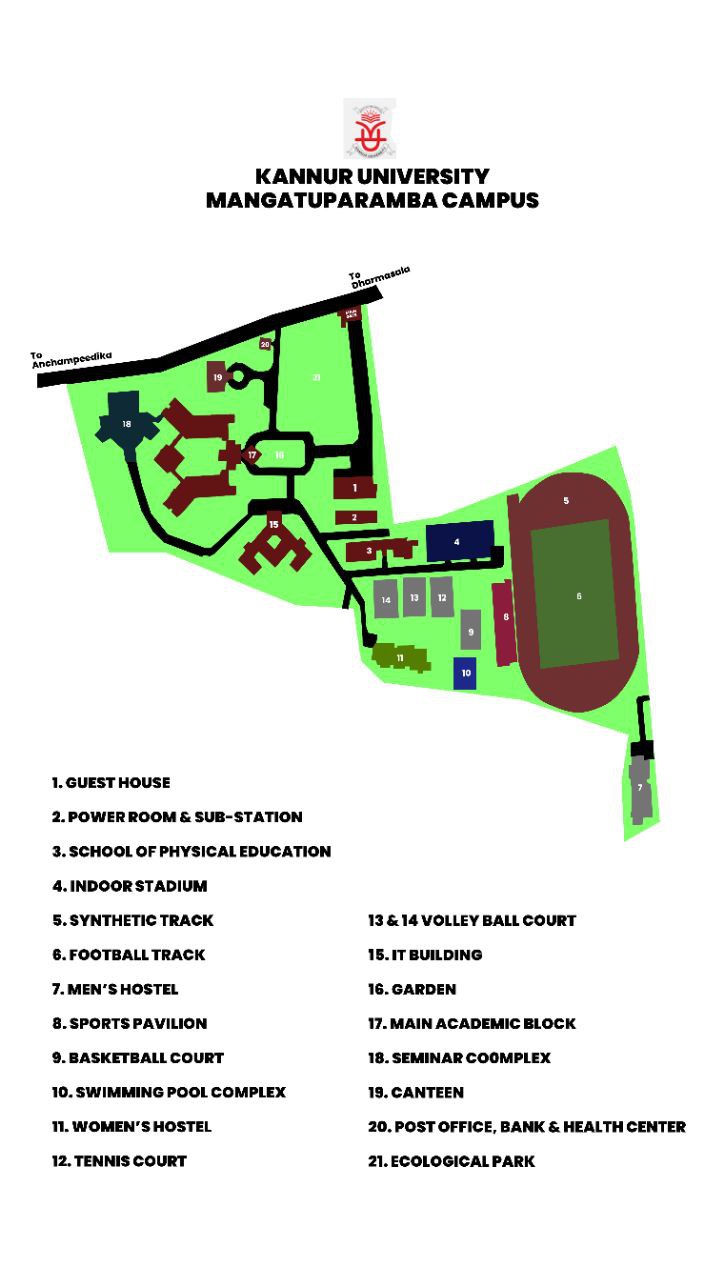 KANNUR UNIVERSITY
MANGATUPARAMBA CAMPUS
To
Dharmasala
To
Anchampeedika
20
19
21
18
17
16
1
2
15
3
4
5
14
13
12
6
8
9
11
10
7
1. GUEST HOUSE
2. POWER ROOM & SUB-STATION
3. SCHOOL OF PHYSICAL EDUCATION
4. INDOOR STADIUM
5. SYNTHETIC TRACK
6. FOOTBALL TRACK
7. MEN'S HOSTEL
8. SPORTS PAVILION
9. BASKETBALL COURT
10. SWIMMING POOL COMPLEX
11. WOMEN'S HOSTEL
12. TENNIS COURT
13 & 14 VOLLEY BALL COURT
15. IT BUILDING
16. GARDEN
17. MAIN ACADEMIC BLOCK
18. SEMINAR CO0MPLEX
19. CANTEEN
20. POST OFFICE, BANK & HEALTH CENTER
21. ECOLOGICAL PARK